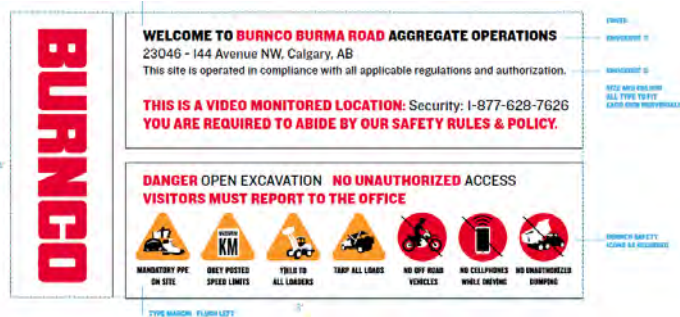 BURNCO
WELCOME TO BURNCO BURMA ROAD AGGREGATE OPERATIONS
23046 - 144 Avenue NW, Calgary, AB
This site is operated in compliance with all applicable regulations and authorization.
THIS IS A VIDEO MONITORED LOCATION: Security: 1-877-628-7626
YOU ARE REQUIRED TO ABIDE BY OUR SAFETY RULES & POLICY.
DANGER OPEN EXCAVATION NO UNAUTHORIZED ACCESS
VISITORS MUST REPORT TO THE OFFICE
KM
MANDATORY PPE
ON SITE
OBEY POSTED
SPEED LIMITS
YIELD TO
ALL LOADERS
TARP ALL LOADS
NO OFF ROAD
VEHICLES
NO CELLPHONES
WHILE DRIVING
NO UNAUTHORIZED
DUMPING
TYPE MARGIN FLUSH LEFT